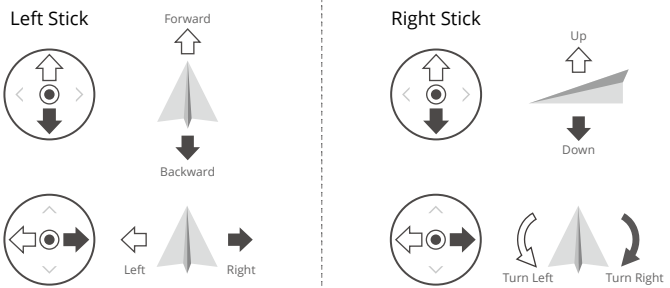 Left Stick
Forward
Backward
Left
Right
Right Stick
Up
Down
Turn Left
Turn Right